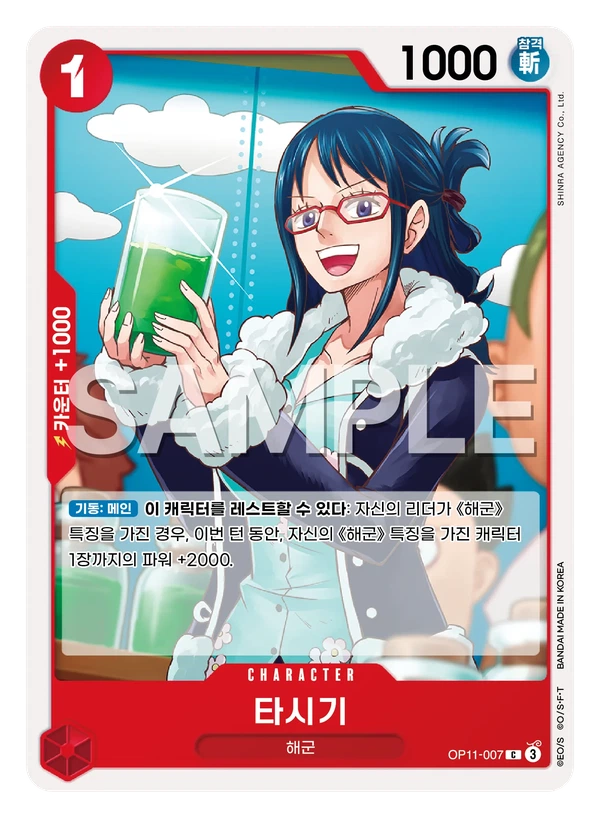 1
1000
참격
斬
SHINRA AGENCY Co., Ltd.
카운터 +1000
SAMPLE
기동: 메인 이 캐릭터를 레스트할 수 있다: 자신의 리더가 《해군》
특징을 가진 경우, 이번 턴 동안, 자신의 《해군》 특징을 가진 캐릭터
1장까지의 파워 +2000.
CHARACTER
타시기
해군
OP11-007 C 3
©EO/S ©O/S·F·T BANDAI MADE IN KOREA